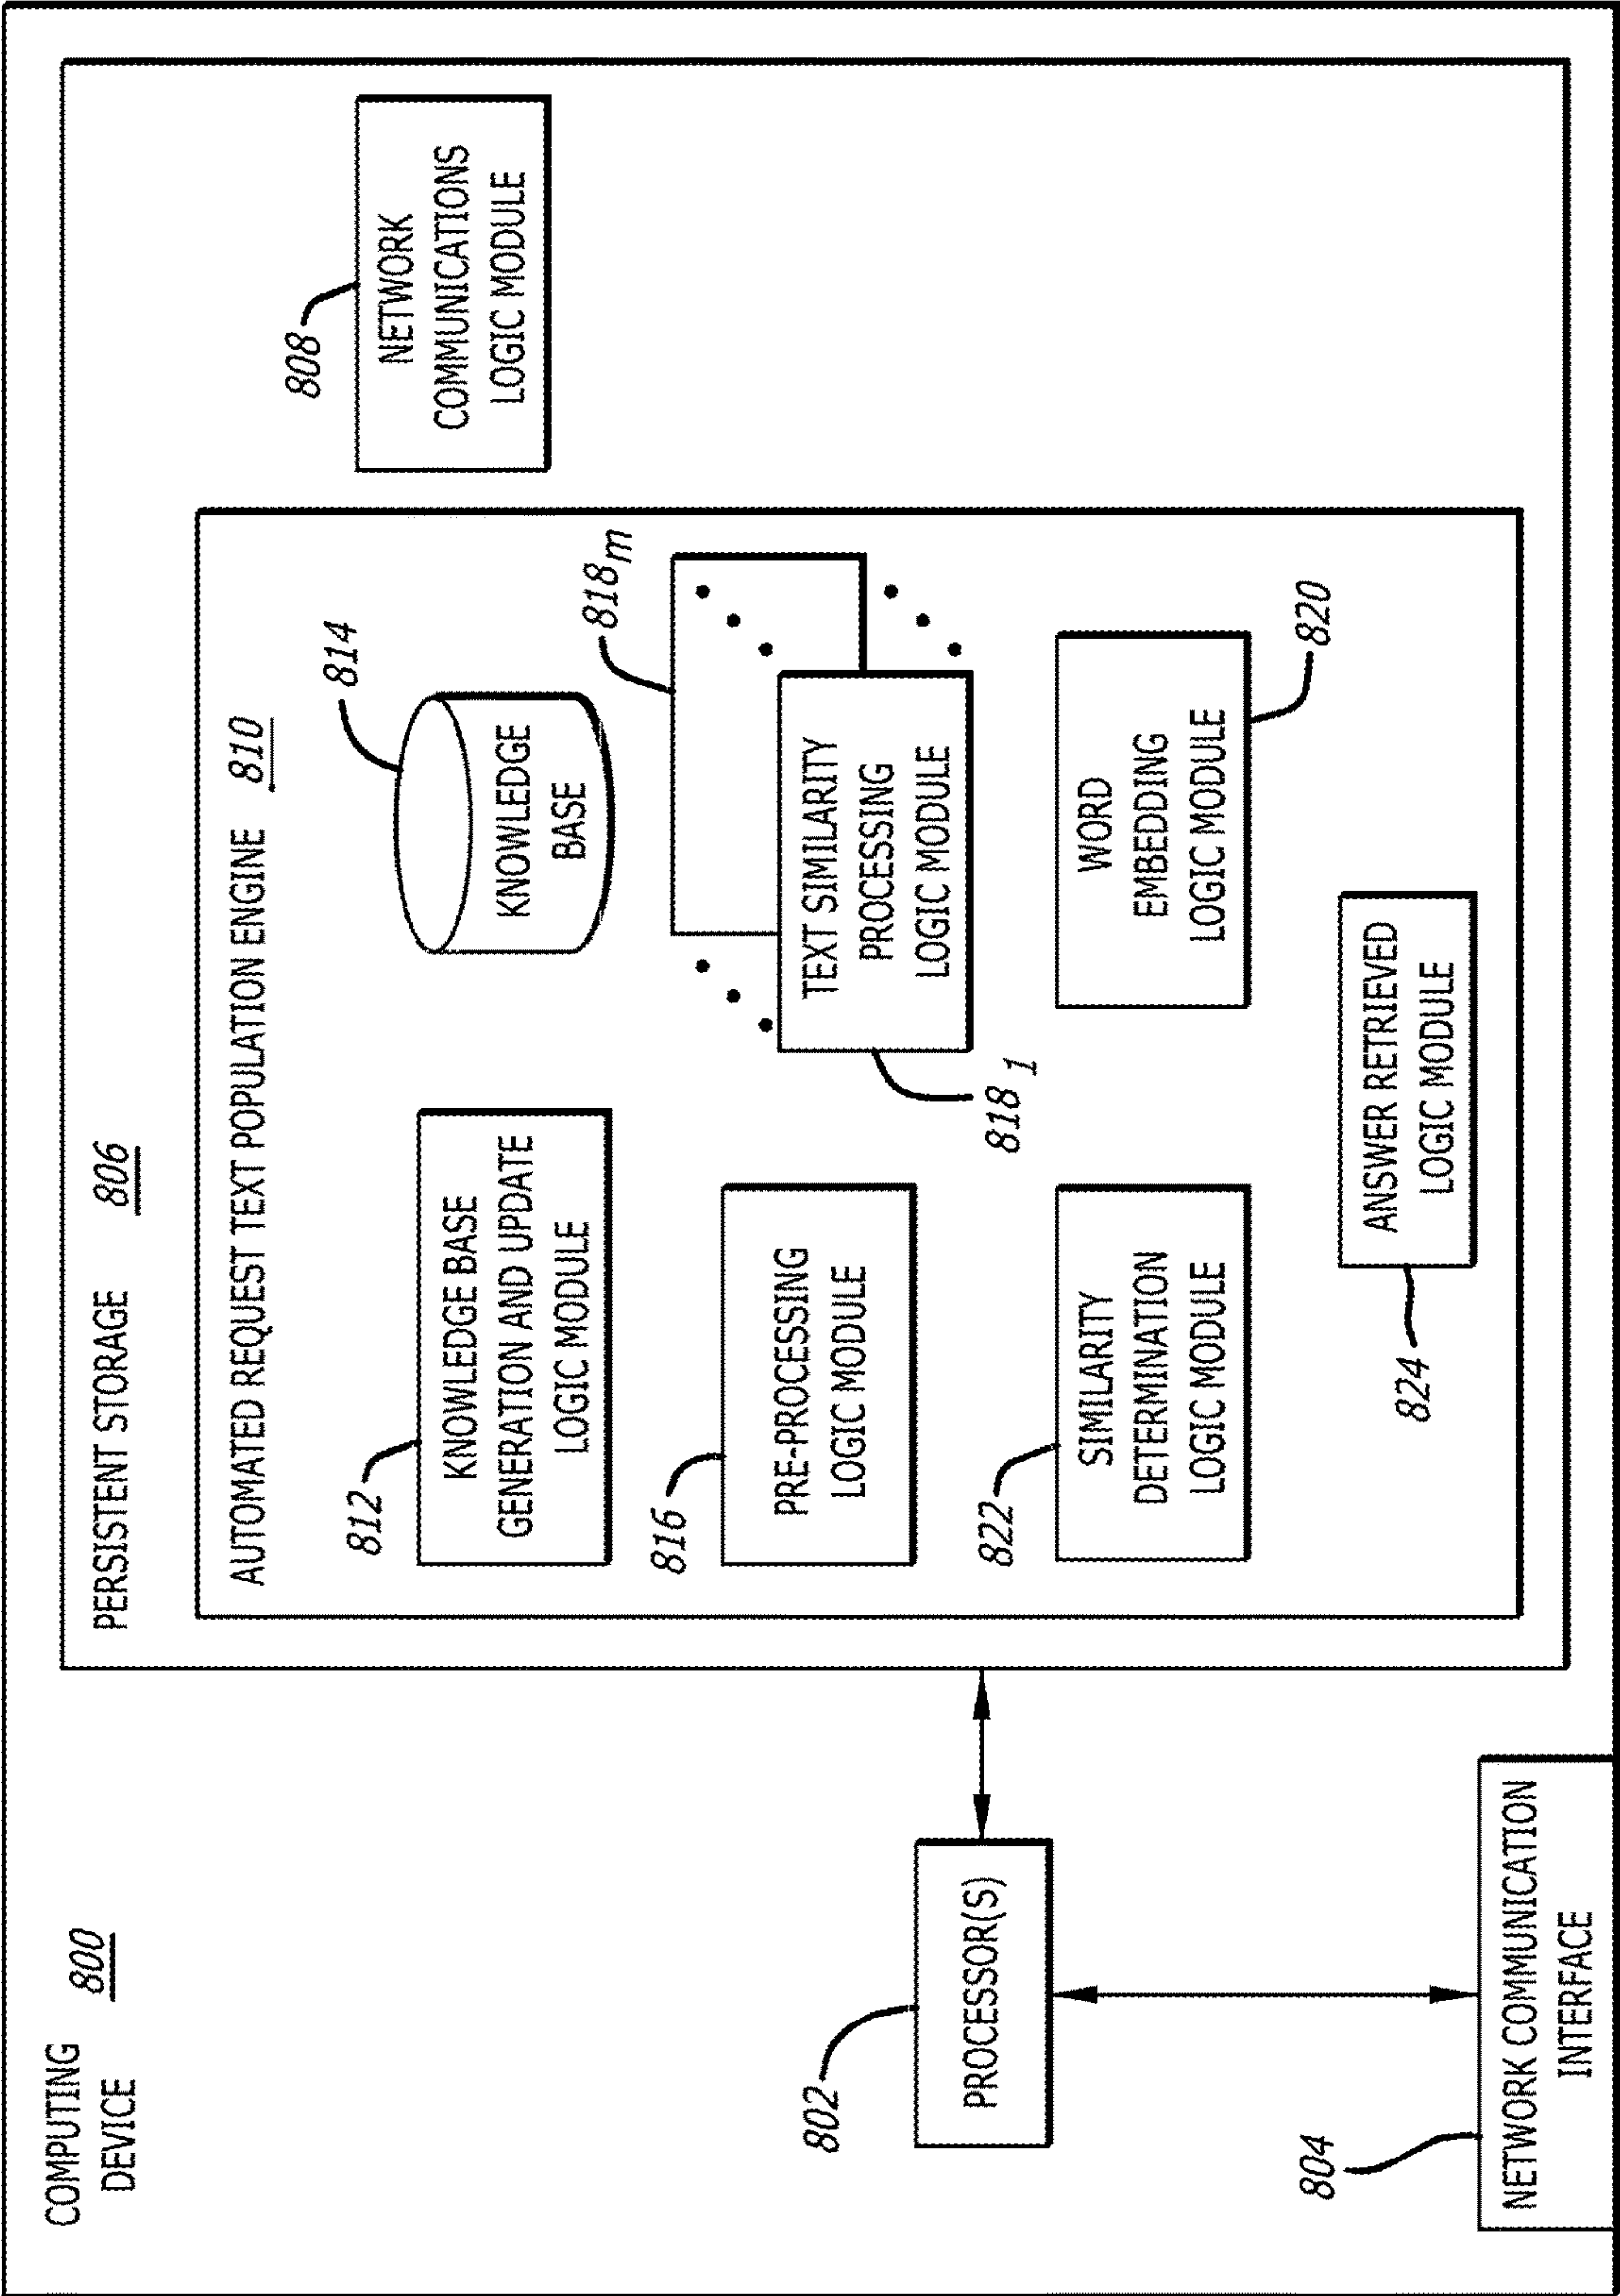 COMPUTING
DEVICE
800
PERSISTENT STORAGE 806
AUTOMATED REQUEST TEXT POPULATION ENGINE 810
812
KNOWLEDGE BASE
GENERATION AND UPDATE
LOGIC MODULE
814
KNOWLEDGE
BASE
808
NETWORK
COMMUNICATIONS
LOGIC MODULE
816
PRE-PROCESSING
LOGIC MODULE
818m
TEXT SIMILARITY
PROCESSING
LOGIC MODULE
8181
802
PROCESSOR(S)
822
SIMILARITY
DETERMINATION
LOGIC MODULE
WORD
EMBEDDING
LOGIC MODULE
820
824
ANSWER RETRIEVED
LOGIC MODULE
804
NETWORK COMMUNICATION
INTERFACE